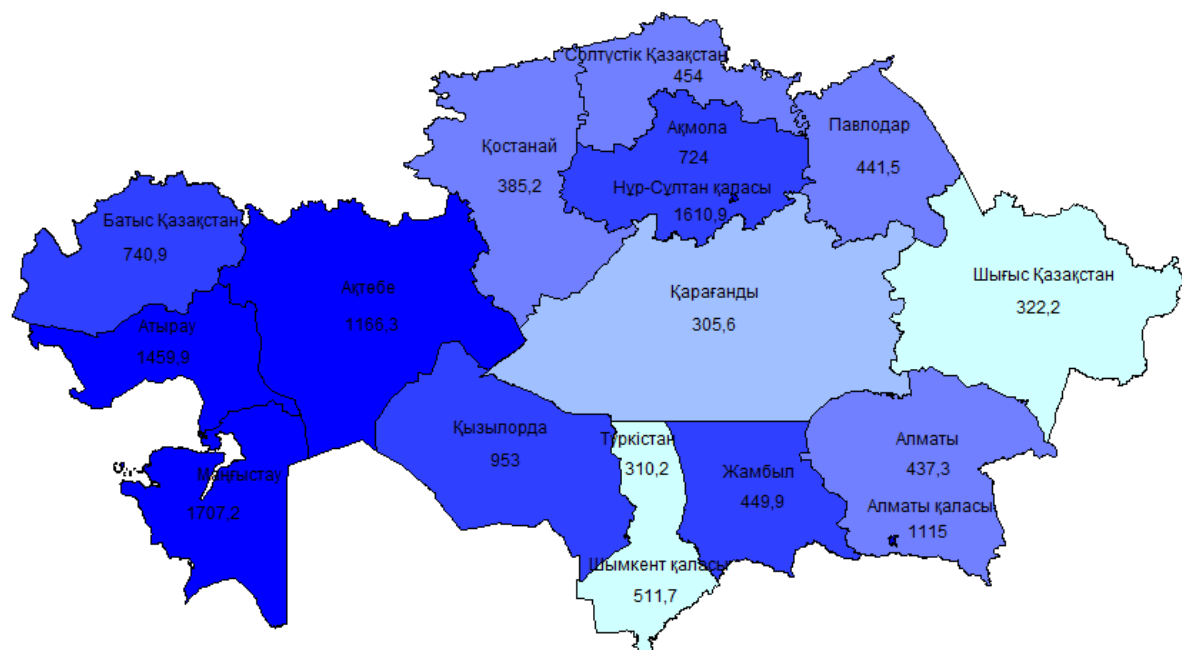 Солтүстік Қазақстан
454
Қостанай
385,2
Ақмола
724
Нұр-Сұлтан қаласы
1610,9
Павлодар
441,5
Батыс Қазақстан
740,9
Ақтөбе
1166,3
Атырау
1459,9
Маңғыстау
1707,2
Қарағанды
305,6
Шығыс Қазақстан
322,2
Қызылорда
953
Түркістан
310,2
Шымкент қаласы
511,7
Жамбыл
449,9
Алматы
437,3
Алматы қаласы
1115